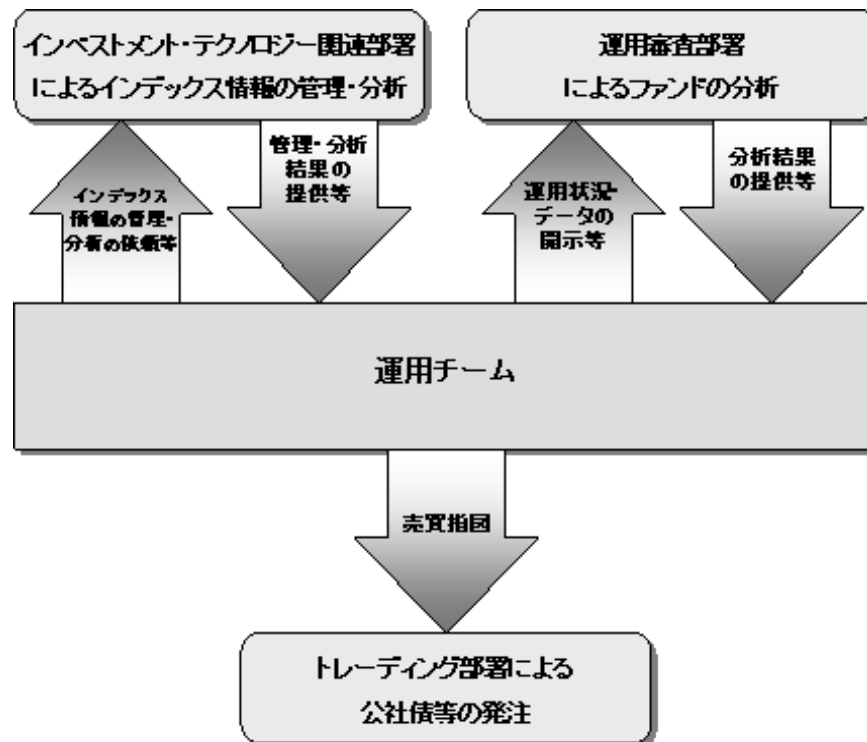 インベストメント・テクノロジー関連部署
によるインデックス情報の管理・分析
運用審査部署
によるファンドの分析
インデックス
情報の管理・
分析の依頼等
管理・分析
結果の
提供等
運用状況・
データの
開示等
分析結果
の提供等
運用チーム
売買指図
トレーディング部署による
公社債等の発注